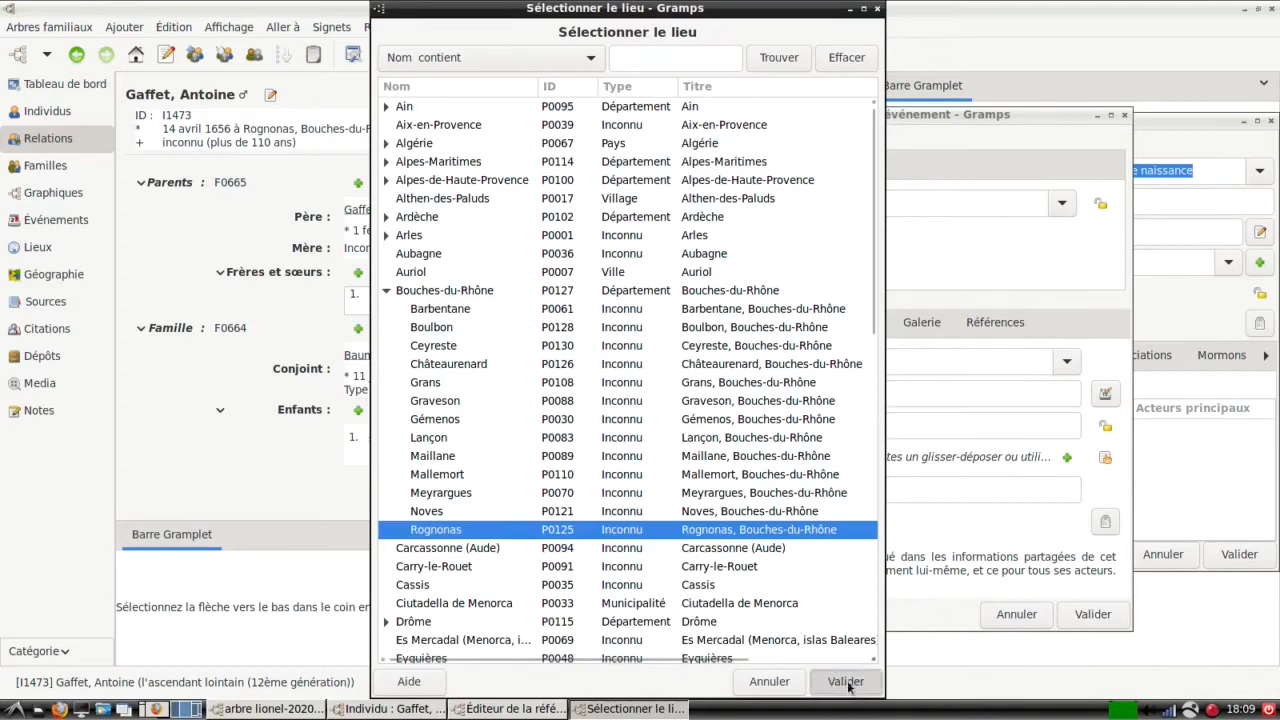 Sélectionner le lieu - Gramps
Arbres familiaux Ajouter Édition Affichage Aller à Signets
Sélectionner le lieu
Nom contient Trouver Effacer
Barre Gramplet
Tableau de bord
Individus
Relations
Familles
Graphiques
Événements
Lieux
Géographie
Sources
Citations
Dépôts
Media
Notes
Catégorie
Gaffet, Antoine ♂
ID : I1473
* 14 avril 1656 à Rognonas, Bouches-du-R
+ inconnu (plus de 110 ans)
Parents : F0665
Père : Gaffe
* 1 fe
Mère : Incon
Frères et sœurs :
1.
Famille : F0664
Conjoint : Baum
* 11
Type
Enfants :
1.
Barre Gramplet
Sélectionnez la flèche vers le bas dans le coin en
[I1473] Gaffet, Antoine (l'ascendant lointain (12ème génération))
Nom ID Type Titre
Ain P0095 Département Ain
Aix-en-Provence P0039 Inconnu Aix-en-Provence
Algérie P0067 Pays Algérie
Alpes-Maritimes P0114 Département Alpes-Maritimes
Alpes-de-Haute-Provence P0100 Département Alpes-de-Haute-Provence
Althen-des-Paluds P0017 Village Althen-des-Paluds
Ardèche P0102 Département Ardèche
Arles P0001 Inconnu Arles
Aubagne P0036 Inconnu Aubagne
Auriol P0007 Ville Auriol
Bouches-du-Rhône P0127 Département Bouches-du-Rhône
Barbentane P0061 Inconnu Barbentane, Bouches-du-Rhône
Boulbon P0128 Inconnu Boulbon, Bouches-du-Rhône
Ceyreste P0130 Inconnu Ceyreste, Bouches-du-Rhône
Châteaurenard P0126 Inconnu Châteaurenard, Bouches-du-Rhône
Grans P0108 Inconnu Grans, Bouches-du-Rhône
Graveson P0088 Inconnu Graveson, Bouches-du-Rhône
Gémenos P0030 Inconnu Gémenos, Bouches-du-Rhône
Lançon P0083 Inconnu Lançon, Bouches-du-Rhône
Maillane P0089 Inconnu Maillane, Bouches-du-Rhône
Mallemort P0110 Inconnu Mallemort, Bouches-du-Rhône
Meyrargues P0070 Inconnu Meyrargues, Bouches-du-Rhône
Noves P0121 Inconnu Noves, Bouches-du-Rhône
Rognonas P0125 Inconnu Rognonas, Bouches-du-Rhône
Carcassonne (Aude) P0094 Inconnu Carcassonne (Aude)
Carry-le-Rouet P0091 Inconnu Carry-le-Rouet
Cassis P0035 Inconnu Cassis
Ciutadella de Menorca P0033 Municipalité Ciutadella de Menorca
Drôme P0115 Département Drôme
Es Mercadal (Menorca, i... P0069 Inconnu Es Mercadal (Menorca, islas Baleares
Eyguières P0048 Inconnu Eyguières
Aide Annuler Valider
événement - Gramps
Galerie Références
tes un glisser-déposer ou utili...
ué dans les informations partagées de cet
ment lui-même, et ce pour tous ses acteurs.
Annuler Valider
e naissance
ciations Mormons
Acteurs principaux
Annuler Valider
arbre lionel-2020... Individu : Gaffet, ... Éditeur de la réfé... Sélectionner le li... 18:09